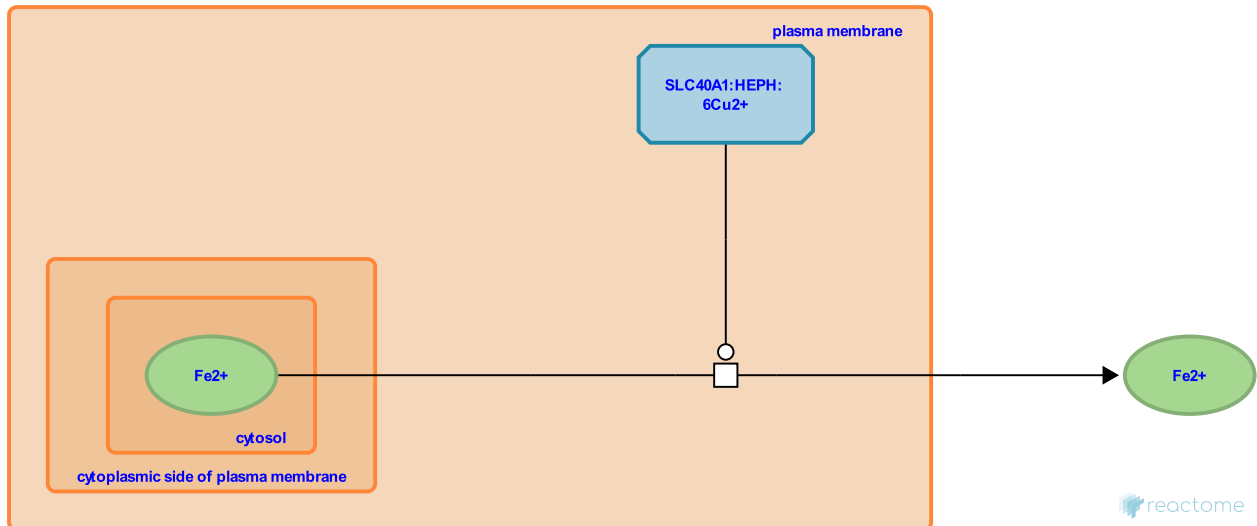 plasma membrane
SLC40A1:HEPH:
6Cu2+
Fe2+
Fe2+
cytosol
cytoplasmic side of plasma membrane
reactome